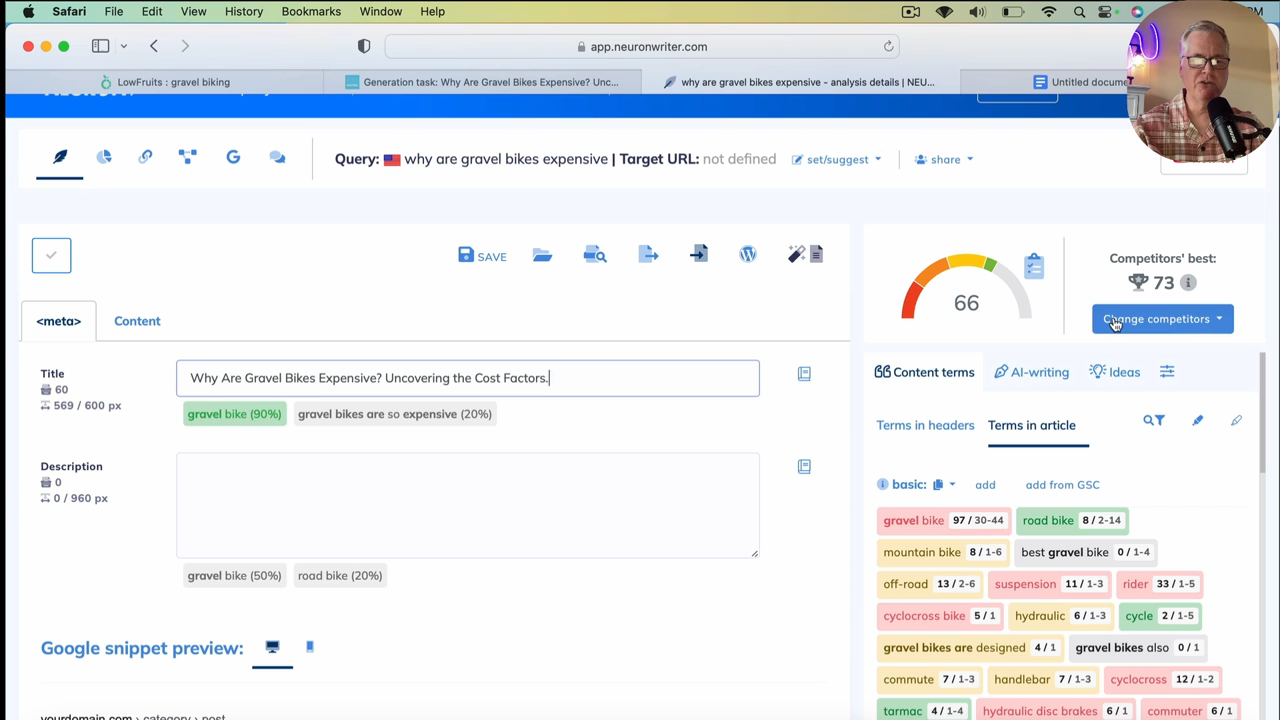 Safari File Edit View History Bookmarks Window Help
app.neuronwriter.com
LowFruits : gravel biking
Generation task: Why Are Gravel Bikes Expensive? Unc...
why are gravel bikes expensive - analysis details | NEU...
Untitled docume
Query: why are gravel bikes expensive | Target URL: not defined set/suggest share
SAVE
66
Competitors' best:
73
Change competitors
<meta> Content
Content terms AI-writing Ideas
Title
60
569 / 600 px
Why Are Gravel Bikes Expensive? Uncovering the Cost Factors.
gravel bike (90%) gravel bikes are so expensive (20%)
Description
0
0 / 960 px
gravel bike (50%) road bike (20%)
Google snippet preview:
yourdomain.com › category › post
Terms in headers Terms in article
basic: add add from GSC
gravel bike 97 / 30-44 road bike 8 / 2-14
mountain bike 8 / 1-6 best gravel bike 0 / 1-4
off-road 13 / 2-6 suspension 11 / 1-3 rider 33 / 1-5
cyclocross bike 5 / 1 hydraulic 6 / 1-3 cycle 2 / 1-5
gravel bikes are designed 4 / 1 gravel bikes also 0 / 1
commute 7 / 1-3 handlebar 7 / 1-3 cyclocross 12 / 1-2
tarmac 4 / 1-4 hydraulic disc brakes 6 / 1 commuter 6 / 1